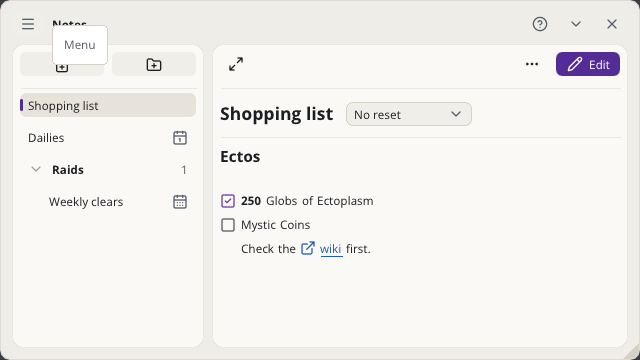 Notes
Menu
Edit
Shopping list
Dailies
Raids 1
Weekly clears
Shopping list No reset
Ectos
250 Globs of Ectoplasm
Mystic Coins
Check the wiki first.